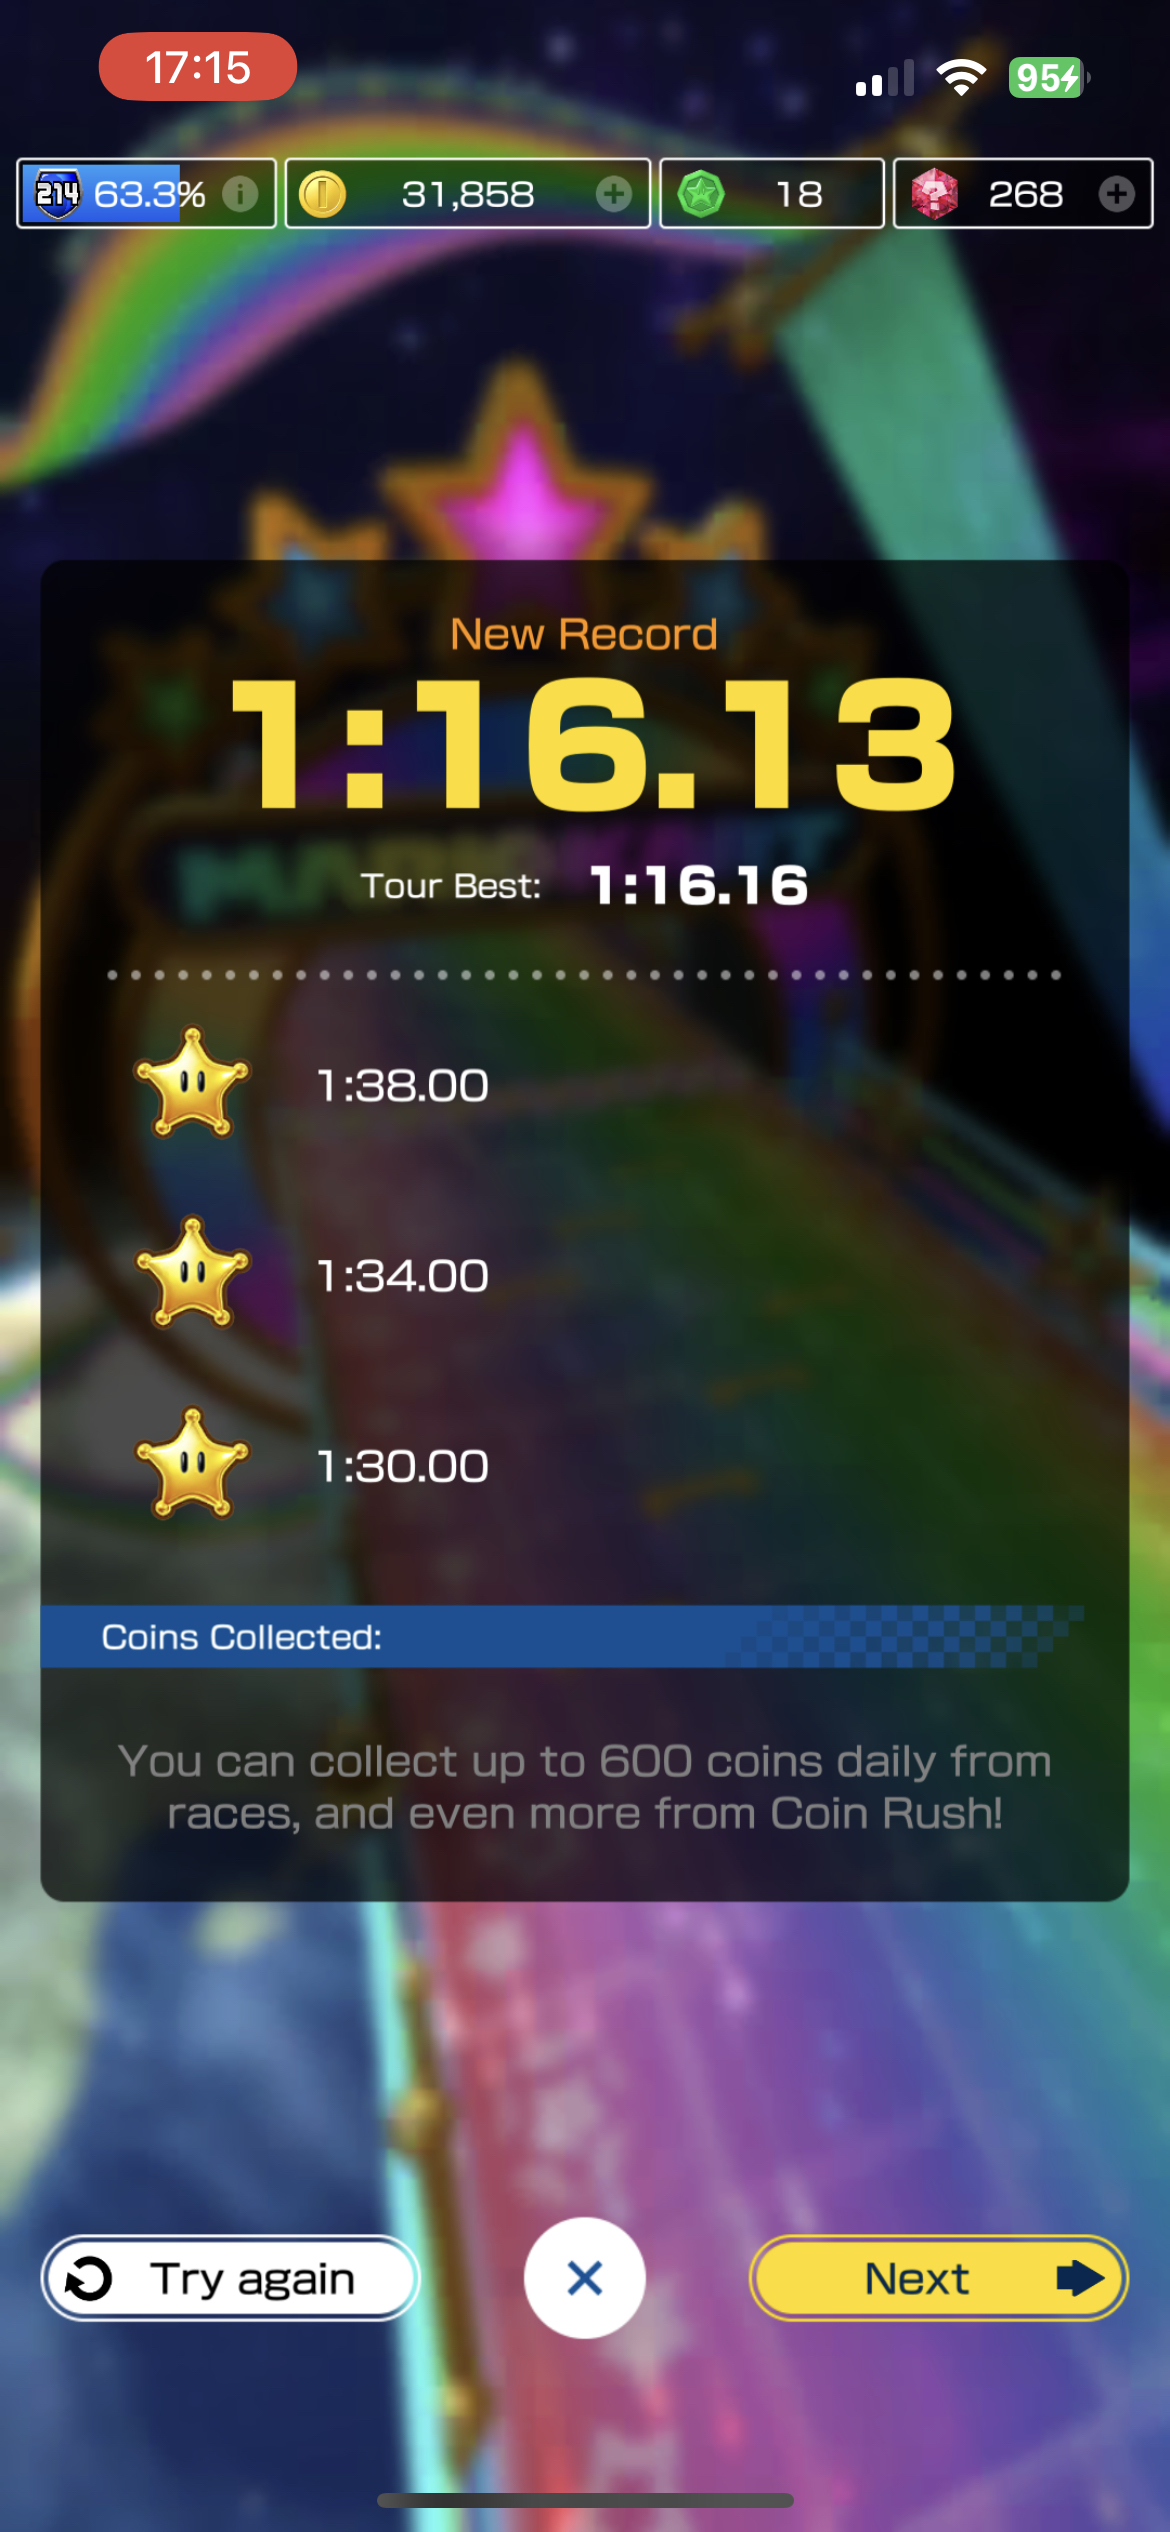 17:15
95
214 63.3% i 31,858 18 268
New Record
1:16.13
Tour Best: 1:16.16
1:38.00
1:34.00
1:30.00
Coins Collected:
You can collect up to 600 coins daily from
races, and even more from Coin Rush!
Try again
Next